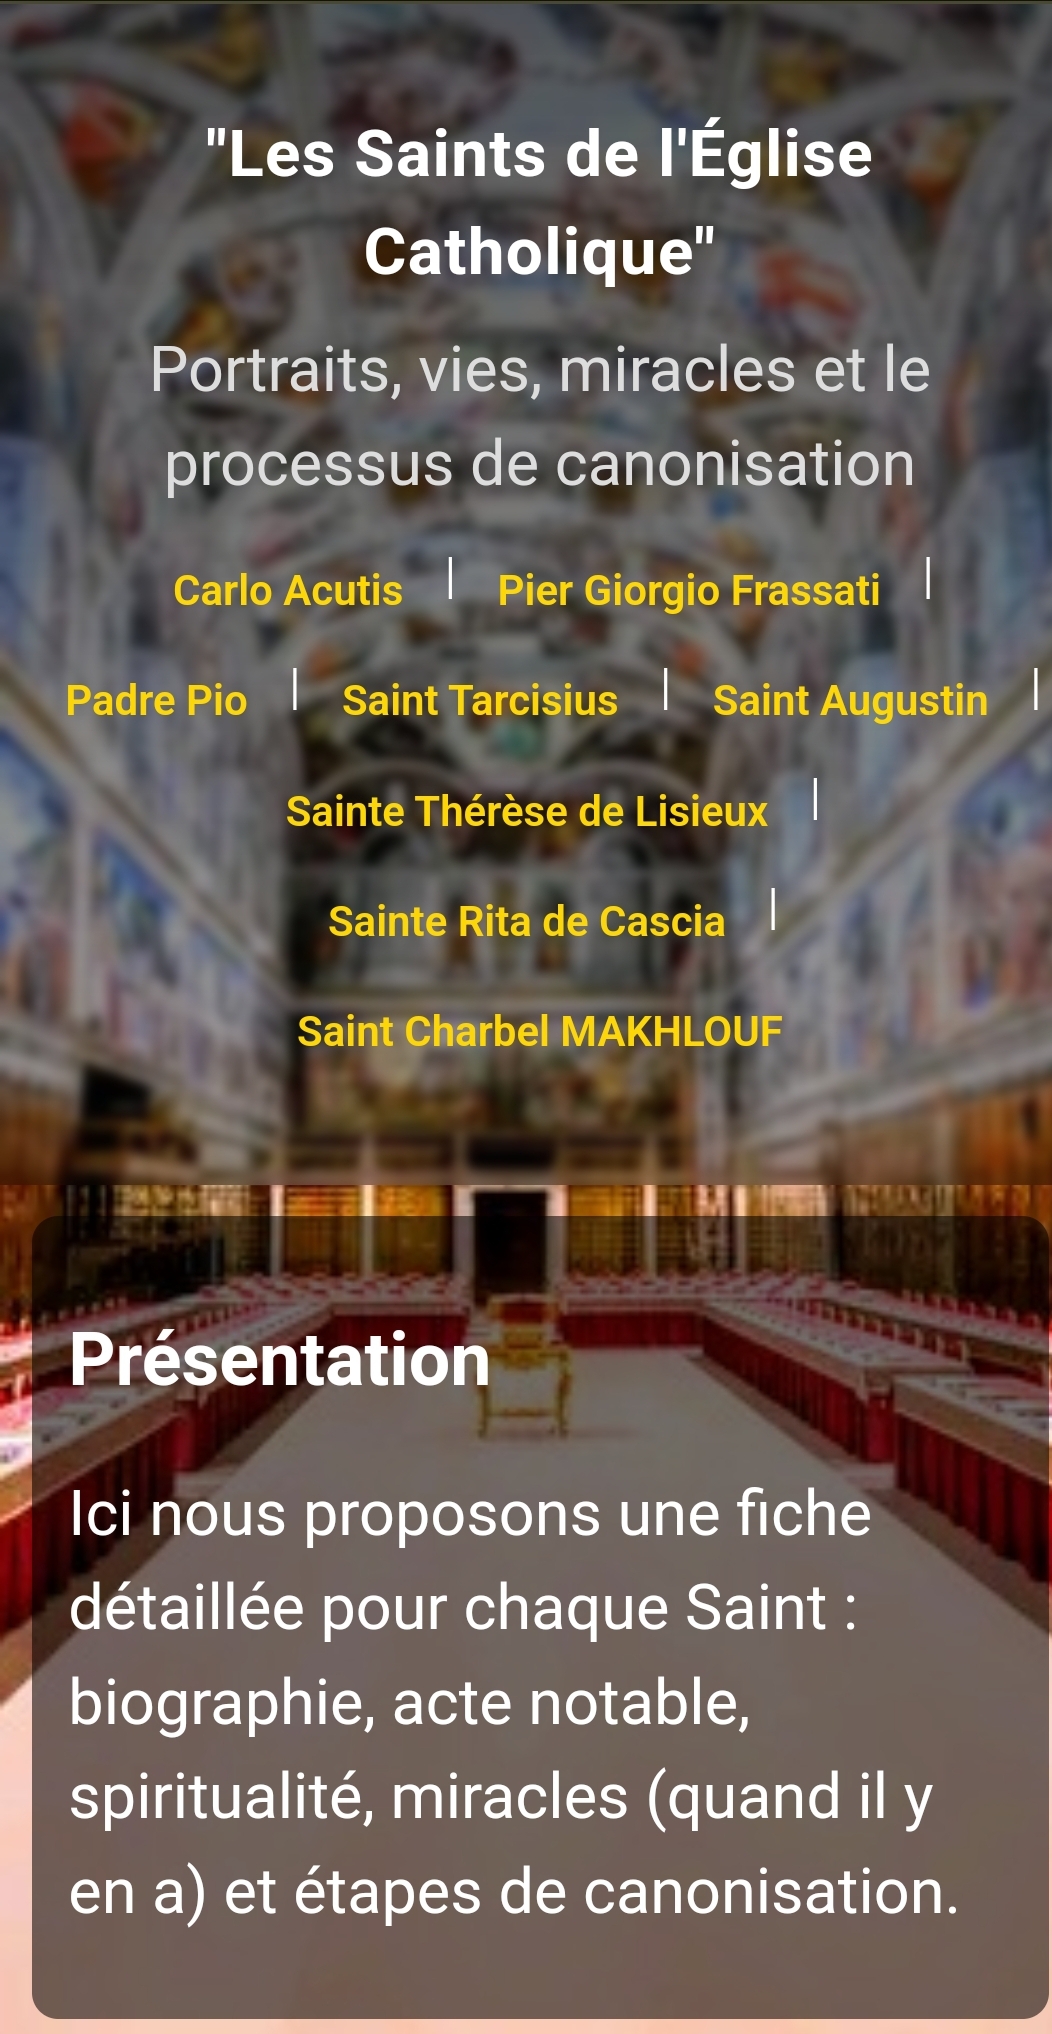 "Les Saints de l'Église
Catholique"
Portraits, vies, miracles et le
processus de canonisation
Carlo Acutis | Pier Giorgio Frassati |
Padre Pio | Saint Tarcisius | Saint Augustin |
Sainte Thérèse de Lisieux |
Sainte Rita de Cascia |
Saint Charbel MAKHLOUF
Présentation
Ici nous proposons une fiche
détaillée pour chaque Saint :
biographie, acte notable,
spiritualité, miracles (quand il y
en a) et étapes de canonisation.